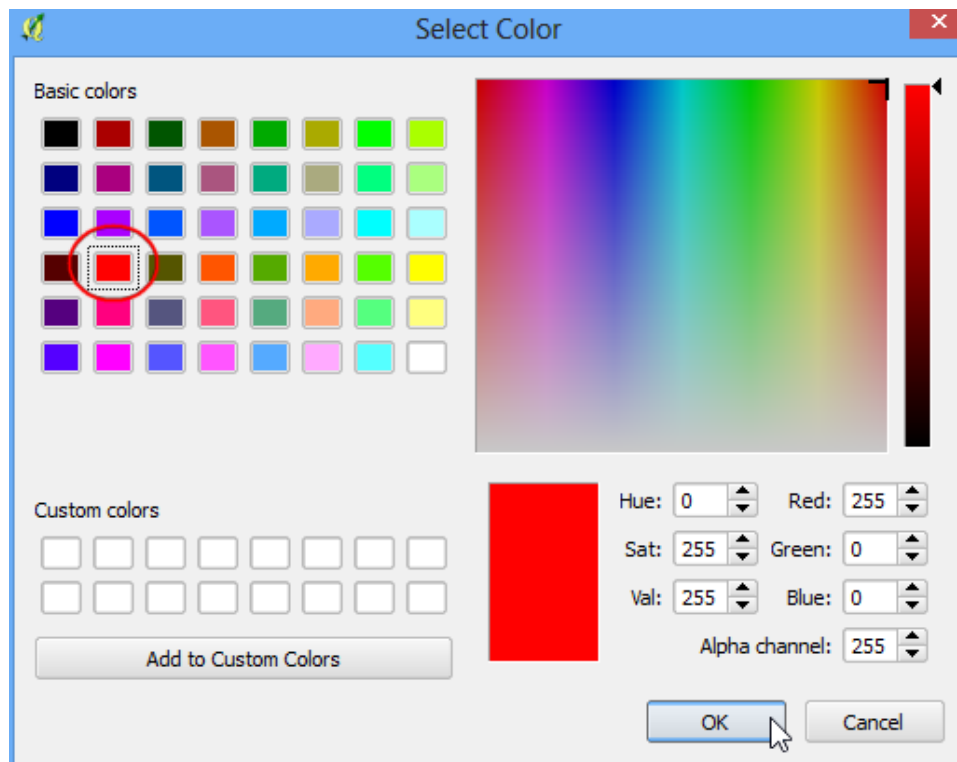 Select Color
Basic colors
Custom colors
Add to Custom Colors
Hue: 0 Red: 255
Sat: 255 Green: 0
Val: 255 Blue: 0
Alpha channel: 255
OK Cancel